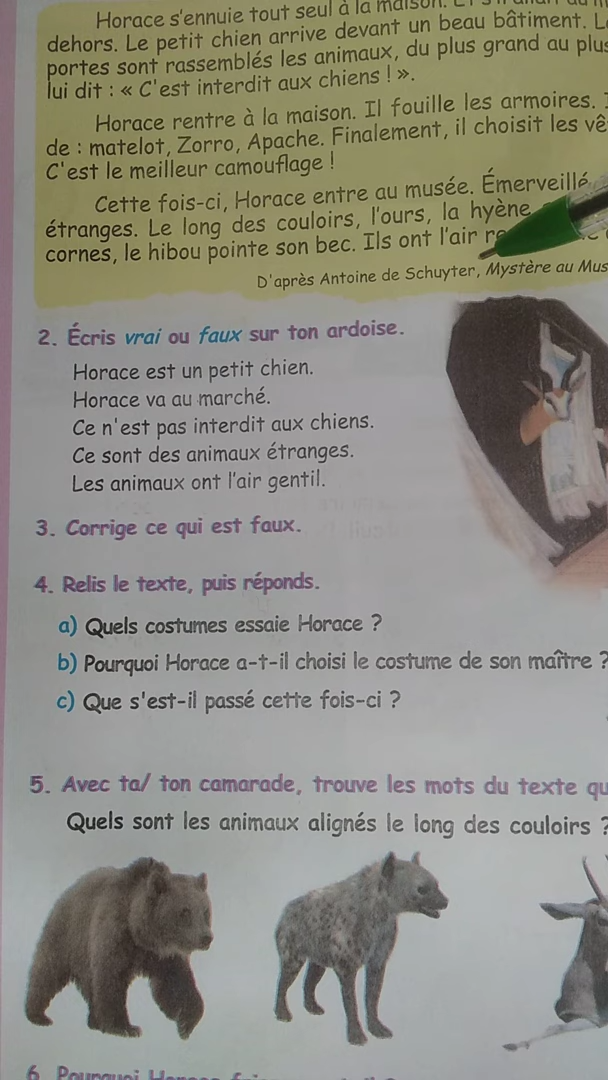 Horace s'ennuie tout seul à la maison.
dehors. Le petit chien arrive devant un beau bâtiment.
portes sont rassemblés les animaux, du plus grand au
lui dit : « C'est interdit aux chiens ! ».
Horace rentre à la maison. Il fouille les armoires.
de : matelot, Zorro, Apache. Finalement, il choisit les
C'est le meilleur camouflage !
Cette fois-ci, Horace entre au musée. Émerveillé
étranges. Le long des couloirs, l'ours, la hyène
cornes, le hibou pointe son bec. Ils ont l'air
D'après Antoine de Schuyter, Mystère au
2. Écris vrai ou faux sur ton ardoise.
Horace est un petit chien.
Horace va au marché.
Ce n'est pas interdit aux chiens.
Ce sont des animaux étranges.
Les animaux ont l'air gentil.
3. Corrige ce qui est faux.
4. Relis le texte, puis réponds.
a) Quels costumes essaie Horace ?
b) Pourquoi Horace a-t-il choisi le costume de son maître ?
c) Que s'est-il passé cette fois-ci ?
5. Avec ta/ ton camarade, trouve les mots du texte
Quels sont les animaux alignés le long des couloirs ?
6. Pourquoi